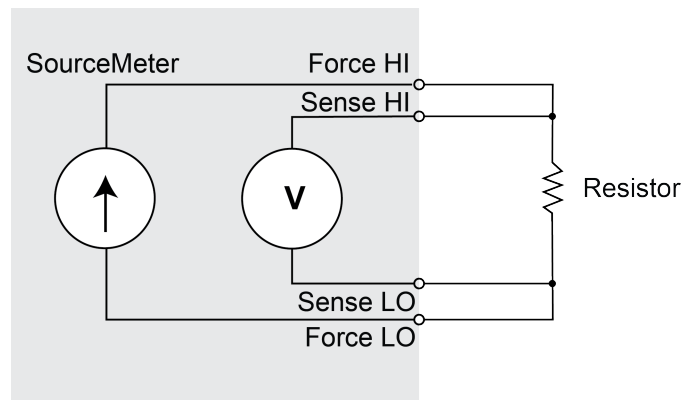 SourceMeter
Force HI
Sense HI
V
Resistor
Sense LO
Force LO